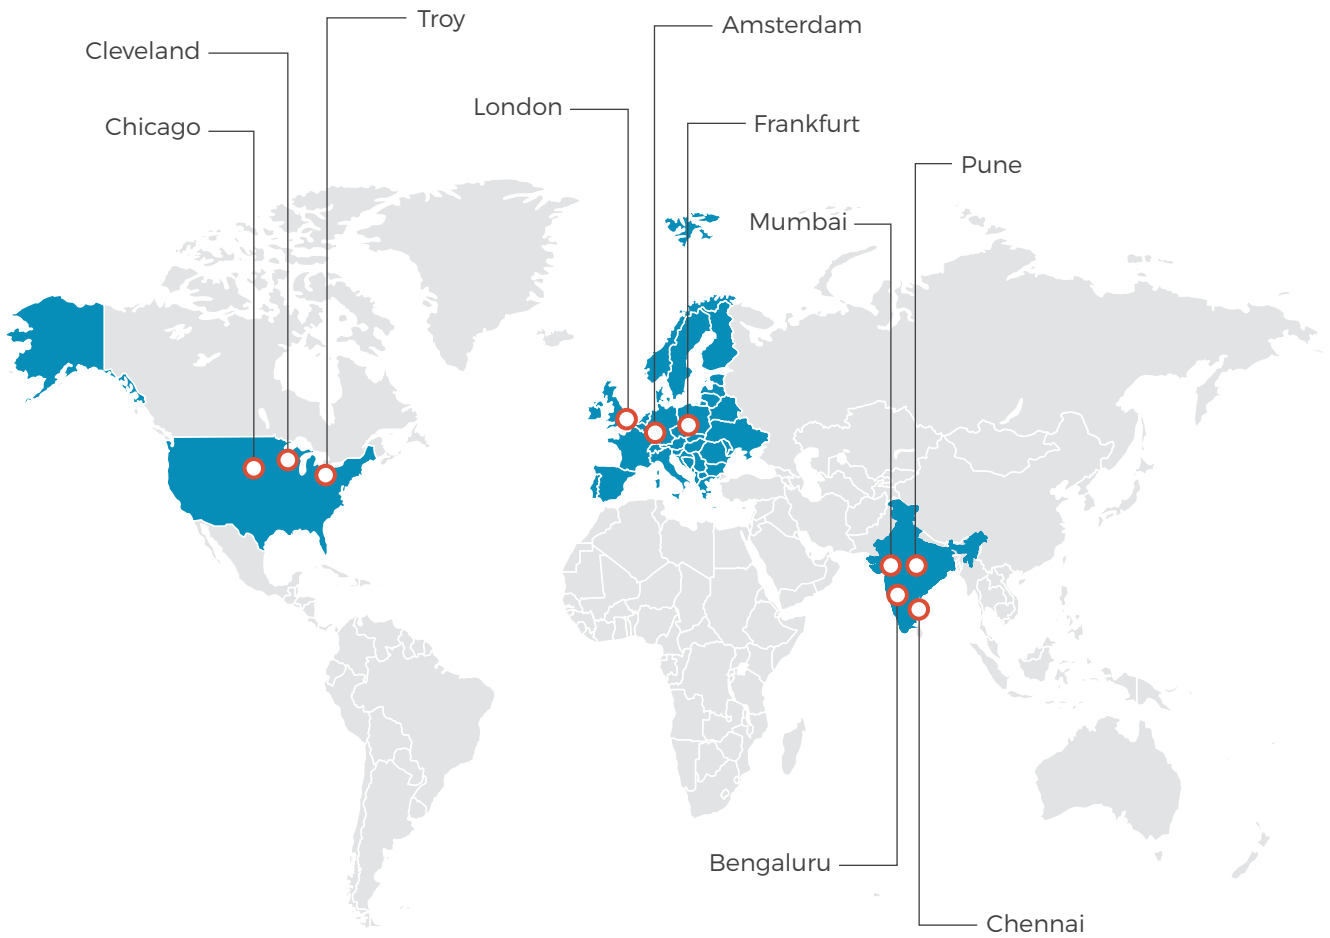 Troy
Amsterdam
Cleveland
London
Chicago
Frankfurt
Pune
Mumbai
Bengaluru
Chennai